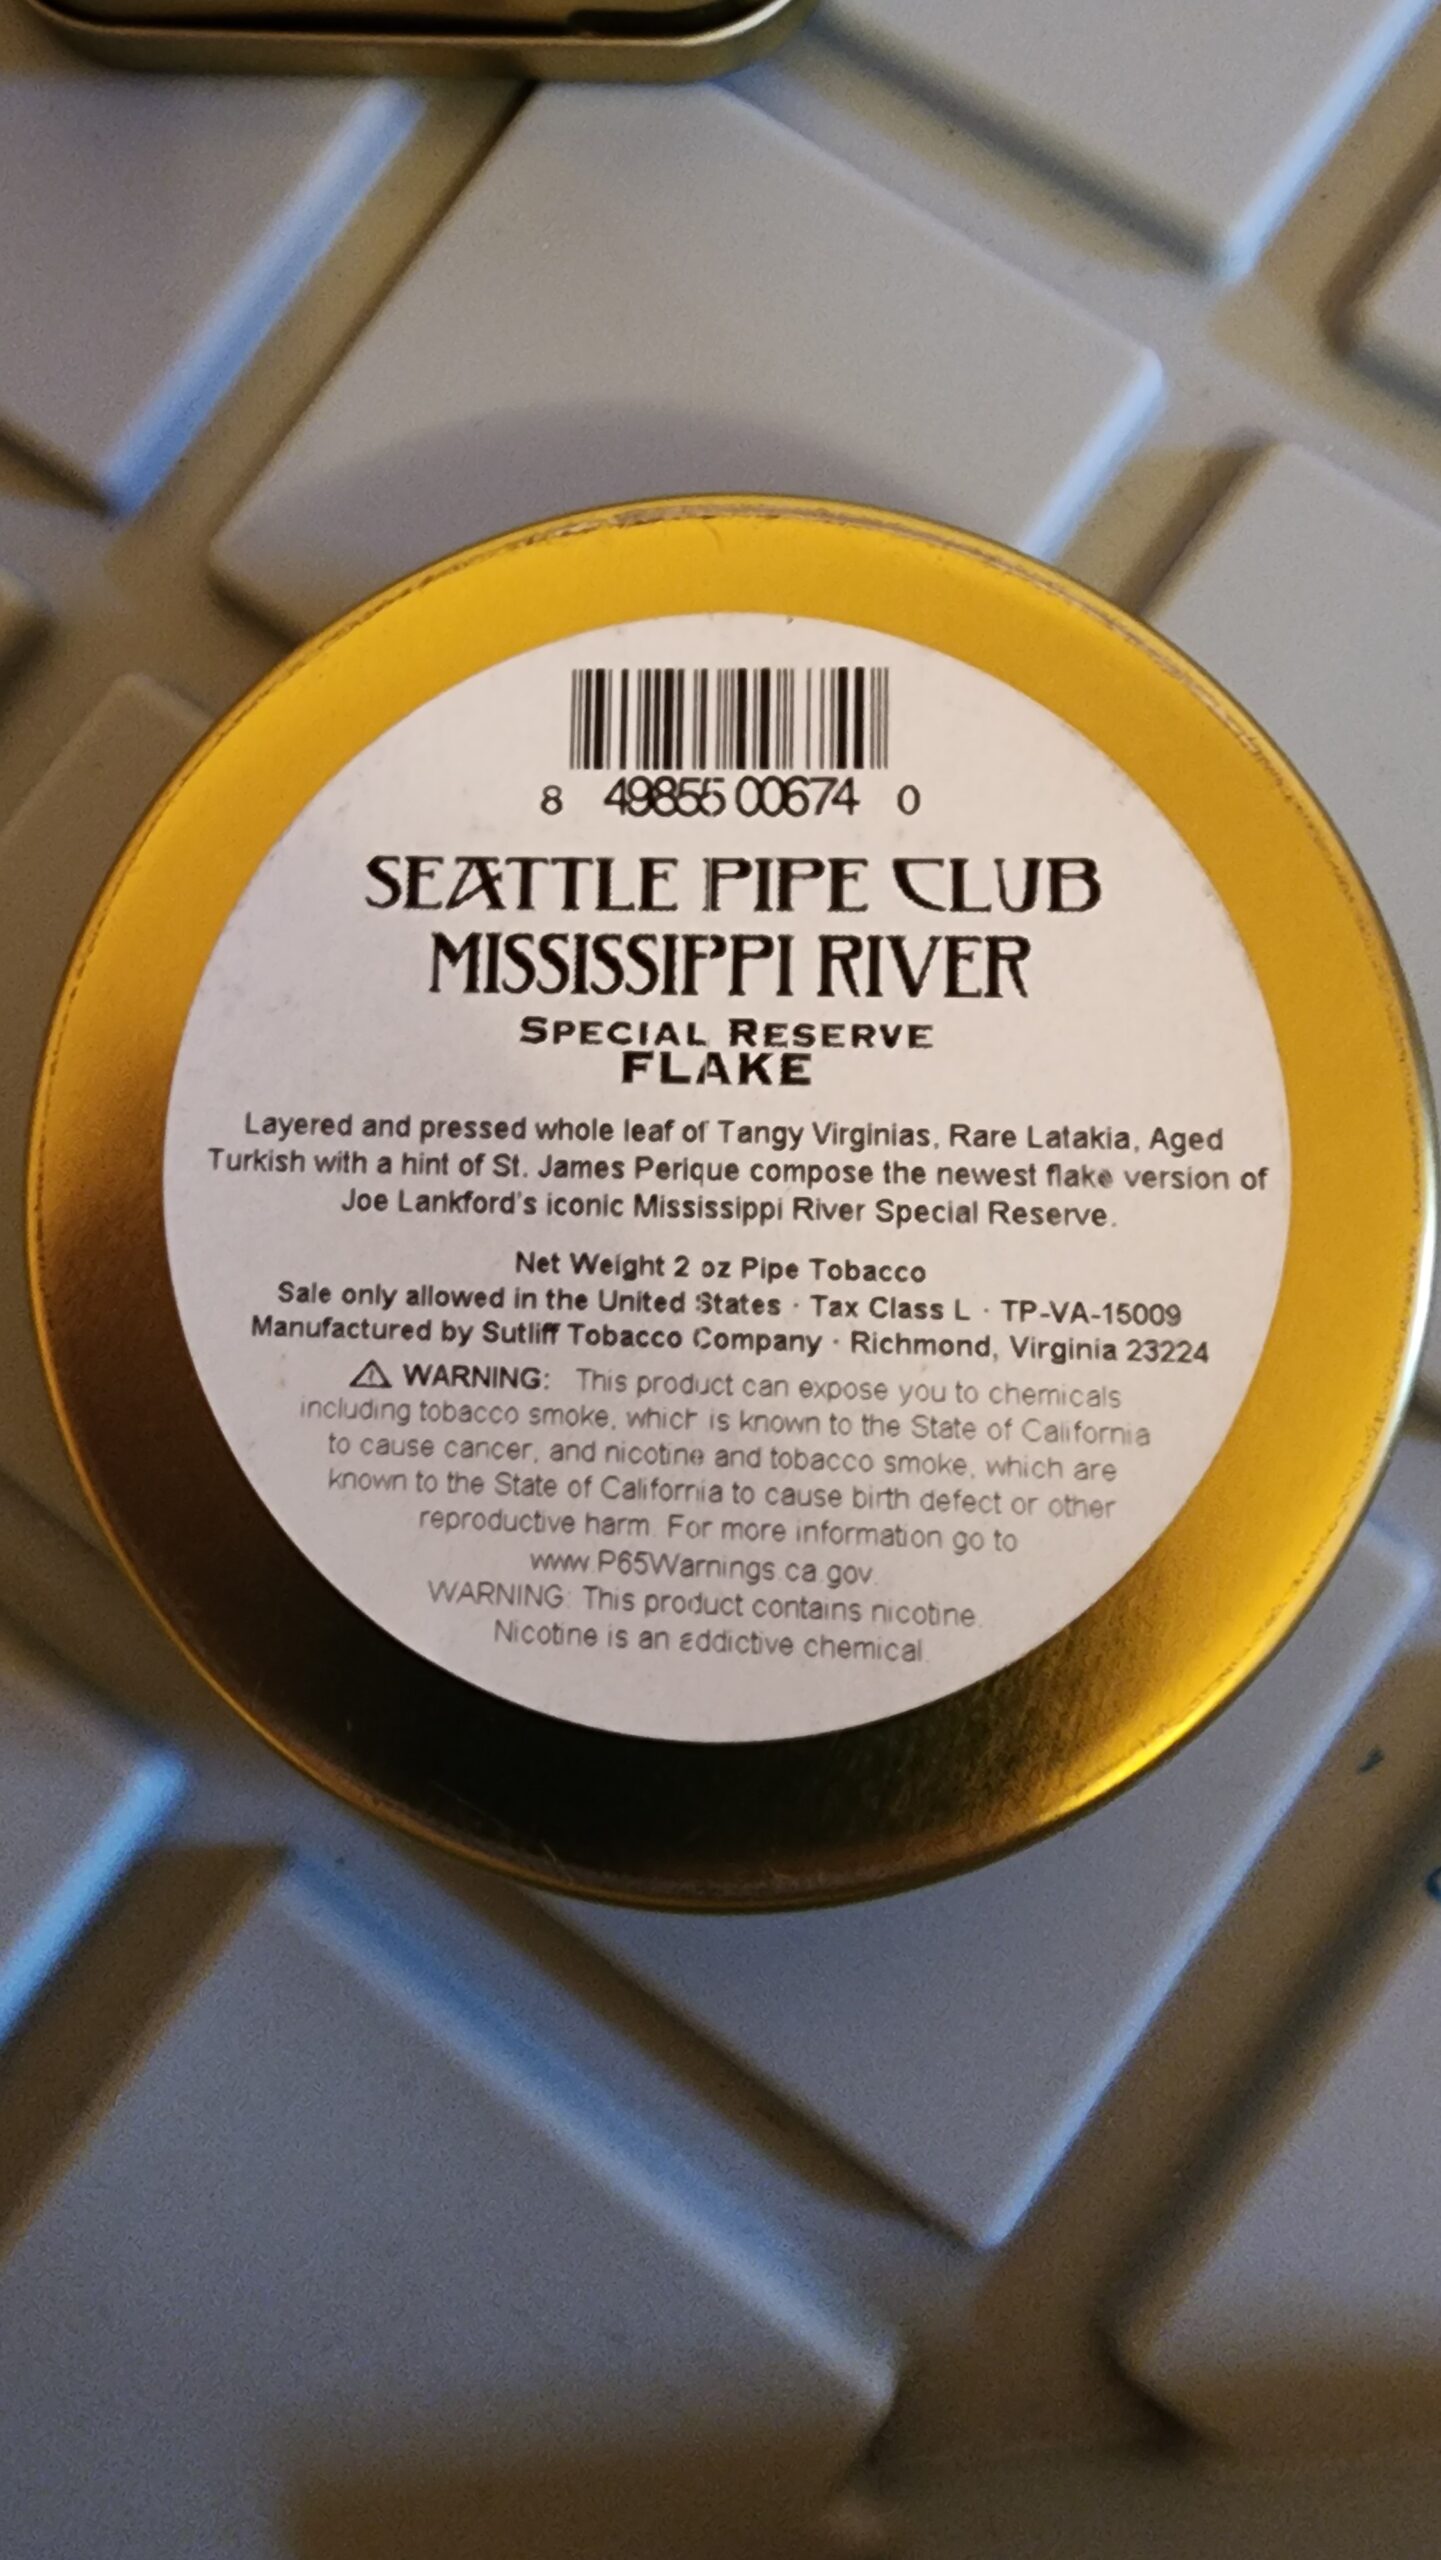 8 49855 00674 0
SEATTLE PIPE CLUB
MISSISSIPPI RIVER
SPECIAL RESERVE
FLAKE
Layered and pressed whole leaf of Tangy Virginias, Rare Latakia, Aged
Turkish with a hint of St. James Perique compose the newest flake version of
Joe Lankford's iconic Mississippi River Special Reserve.
Net Weight 2 oz Pipe Tobacco
Sale only allowed in the United States · Tax Class L · TP-VA-15009
Manufactured by Sutliff Tobacco Company · Richmond, Virginia 23224
⚠ WARNING: This product can expose you to chemicals
including tobacco smoke, which is known to the State of California
to cause cancer, and nicotine and tobacco smoke, which are
known to the State of California to cause birth defect or other
reproductive harm. For more information go to
www.P65Warnings.ca.gov.
WARNING: This product contains nicotine.
Nicotine is an addictive chemical.